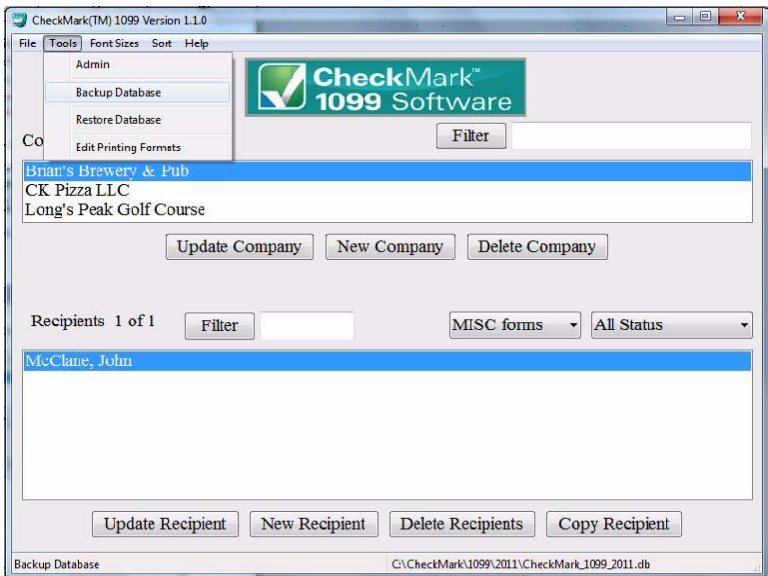 CheckMark(TM) 1099 Version 1.1.0
File Tools Font Sizes Sort Help
Admin
Backup Database
Restore Database
Edit Printing Formats
CheckMark™
1099 Software
Co
Filter
Brian's Brewery & Pub
CK Pizza LLC
Long's Peak Golf Course
Update Company New Company Delete Company
Recipients 1 of 1 Filter MISC forms All Status
McClane, John
Update Recipient New Recipient Delete Recipients Copy Recipient
Backup Database C:\CheckMark\1099\2011\CheckMark_1099_2011.db